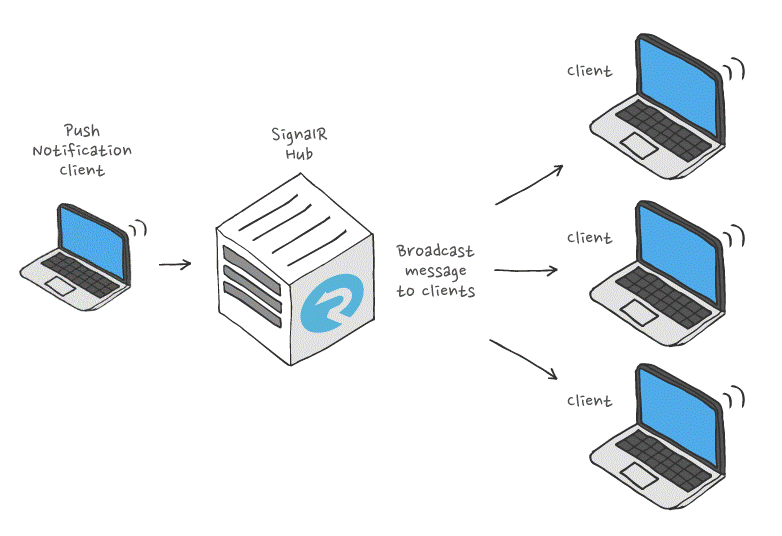 Push
Notification
Client
SignalR
Hub
Broadcast
message
to clients
Client
Client
Client